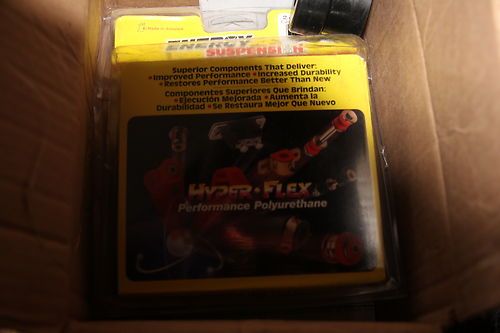 ENERGY
SUSPENSION
Superior Components That Deliver:
•Improved Performance •Increased Durability
•Restores Performance Better Than New
Componentes Superiores Que Brindan:
•Ejecución Mejorada •Aumenta la
Durabilidad •Se Restaura Mejor Que Nuevo
HYPER•FLEX
Performance Polyurethane